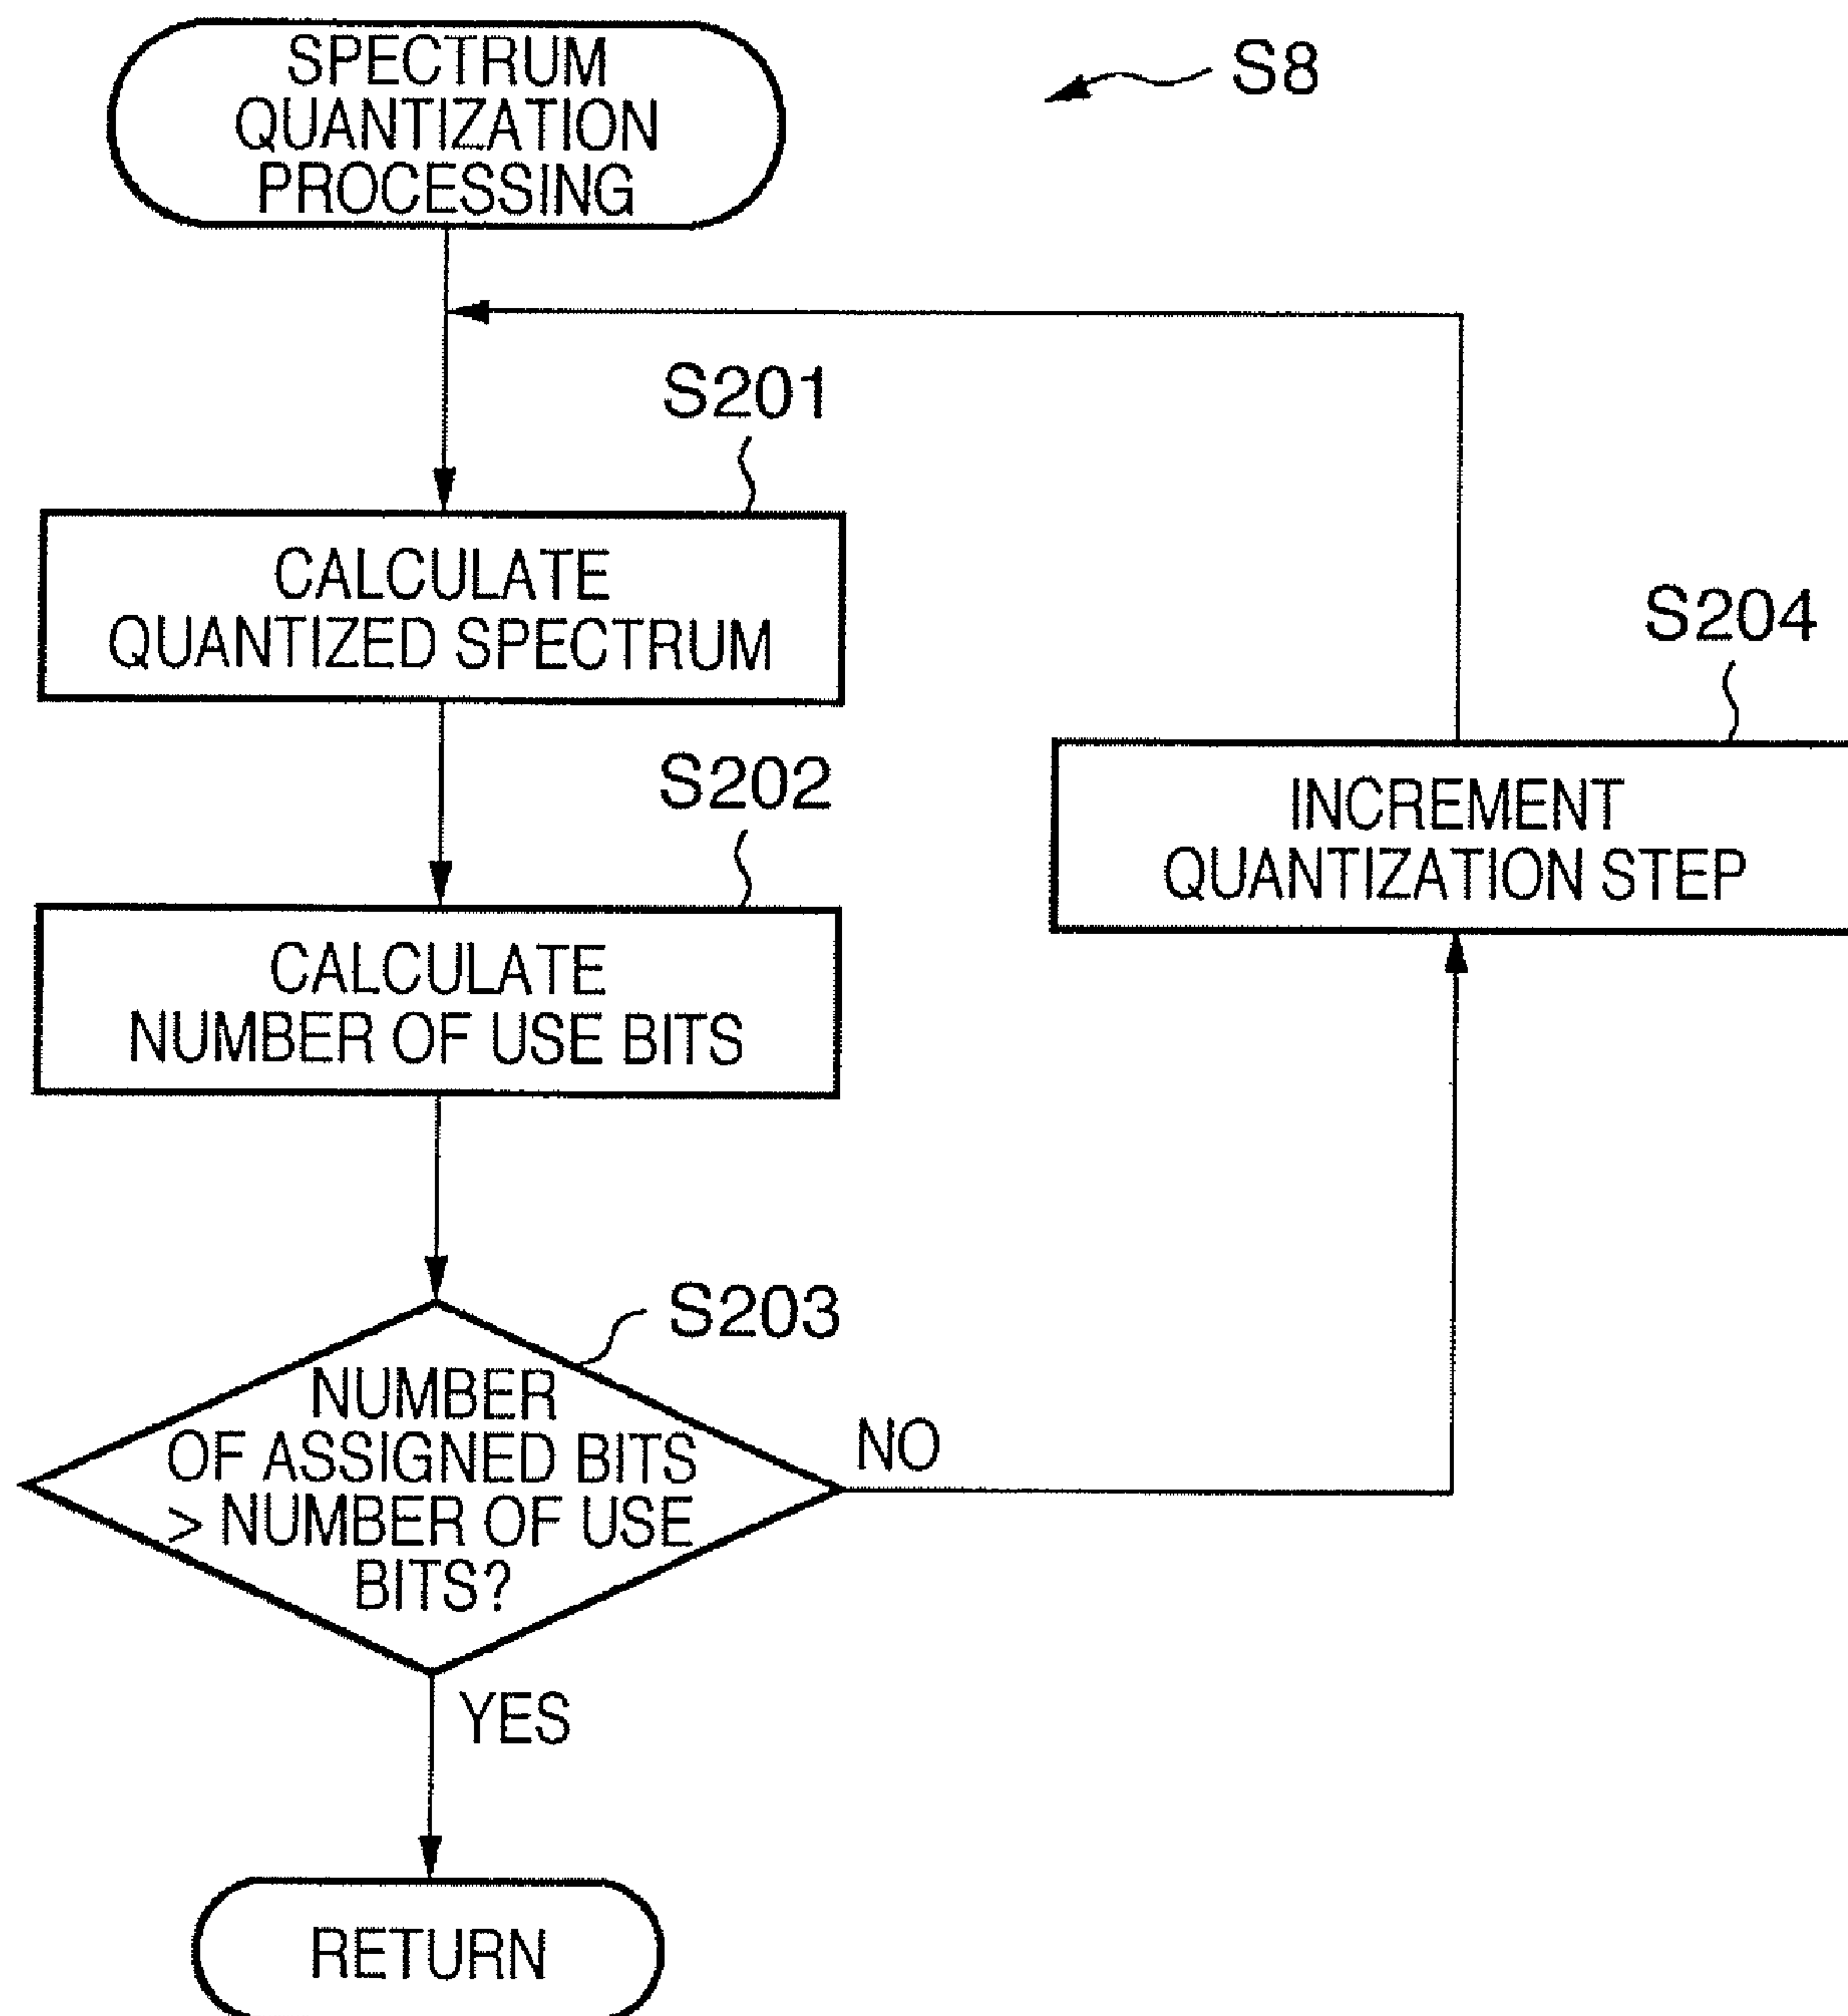 SPECTRUM
QUANTIZATION
PROCESSING
S8
S201
CALCULATE
QUANTIZED SPECTRUM
S204
INCREMENT
QUANTIZATION STEP
S202
CALCULATE
NUMBER OF USE BITS
S203
NUMBER
OF ASSIGNED BITS
> NUMBER OF USE
BITS?
NO
YES
RETURN